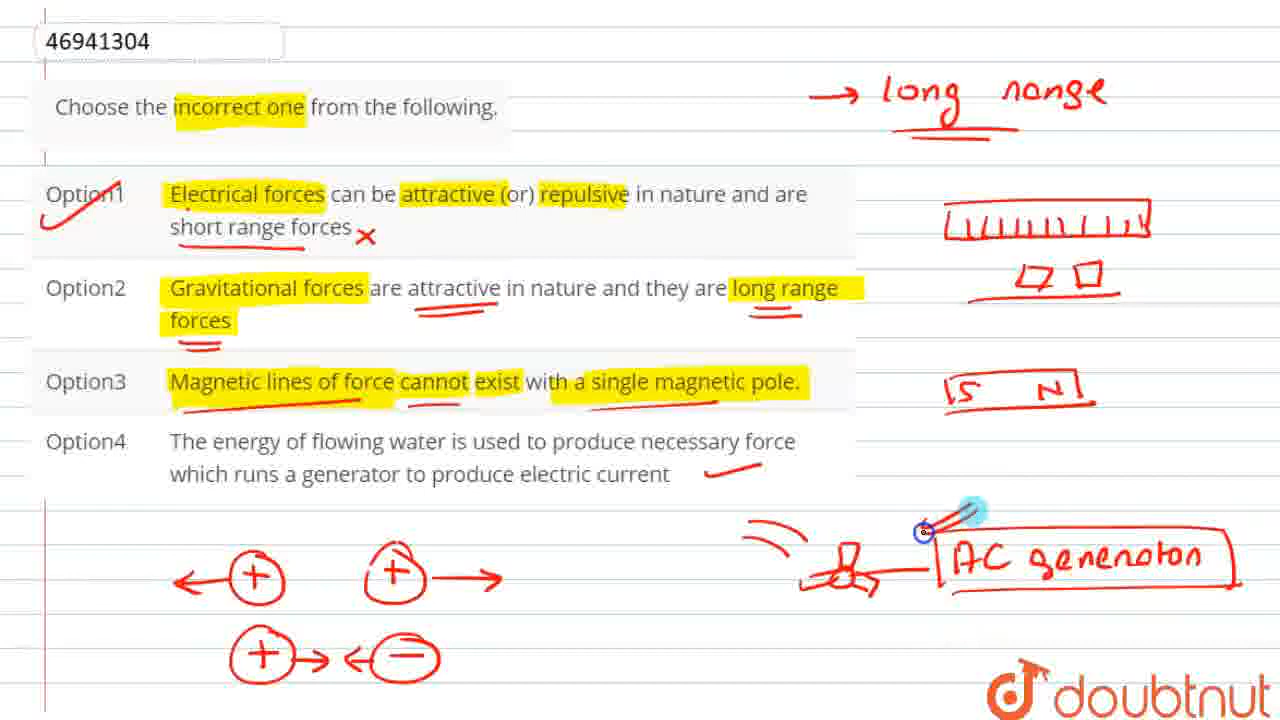 46941304
Choose the incorrect one from the following.
→ long range
Option1 Electrical forces can be attractive (or) repulsive in nature and are
short range forces ×
Option2 Gravitational forces are attractive in nature and they are long range
forces
Option3 Magnetic lines of force cannot exist with a single magnetic pole.
S N
Option4 The energy of flowing water is used to produce necessary force
which runs a generator to produce electric current
+ +
AC generator
+ −
doubtnut